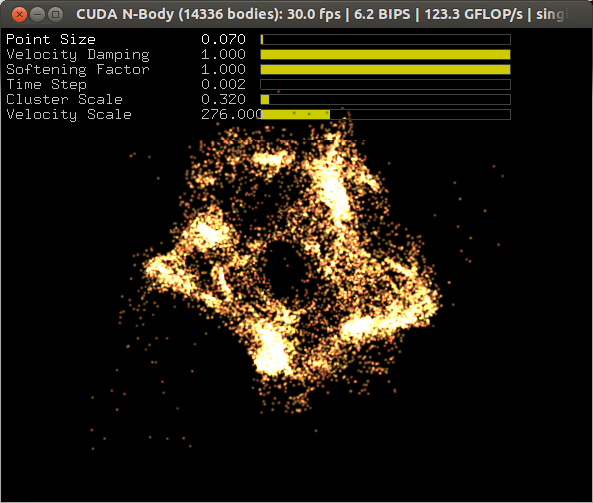 CUDA N-Body (14336 bodies): 30.0 fps | 6.2 BIPS | 123.3 GFLOP/s |
Point Size 0.070
Velocity Damping 1.000
Softening Factor 1.000
Time Step 0.002
Cluster Scale 0.320
Velocity Scale 276.000